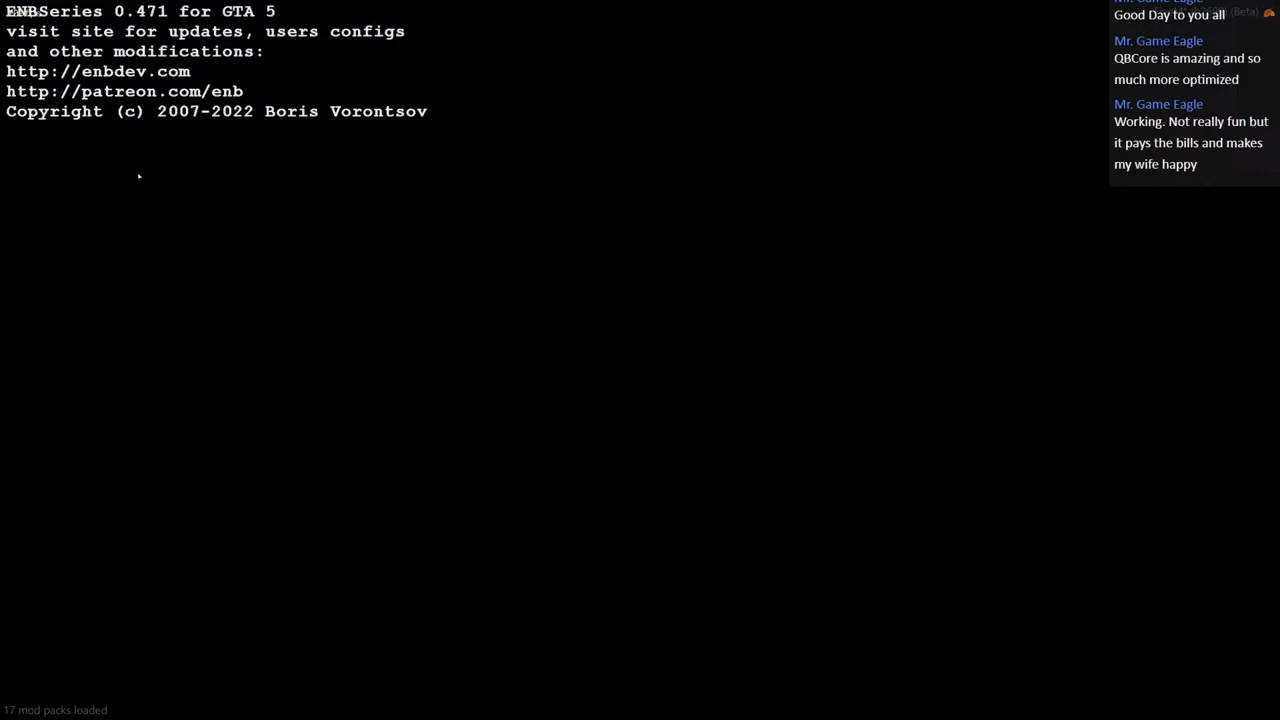 ENBSeries 0.471 for GTA 5
visit site for updates, users configs
and other modifications:
http://enbdev.com
http://patreon.com/enb
Copyright (c) 2007-2022 Boris Vorontsov
Mr. Game Eagle
Good Day to you all
(Beta)
Mr. Game Eagle
QBCore is amazing and so
much more optimized
Mr. Game Eagle
Working. Not really fun but
it pays the bills and makes
my wife happy
17 mod packs loaded